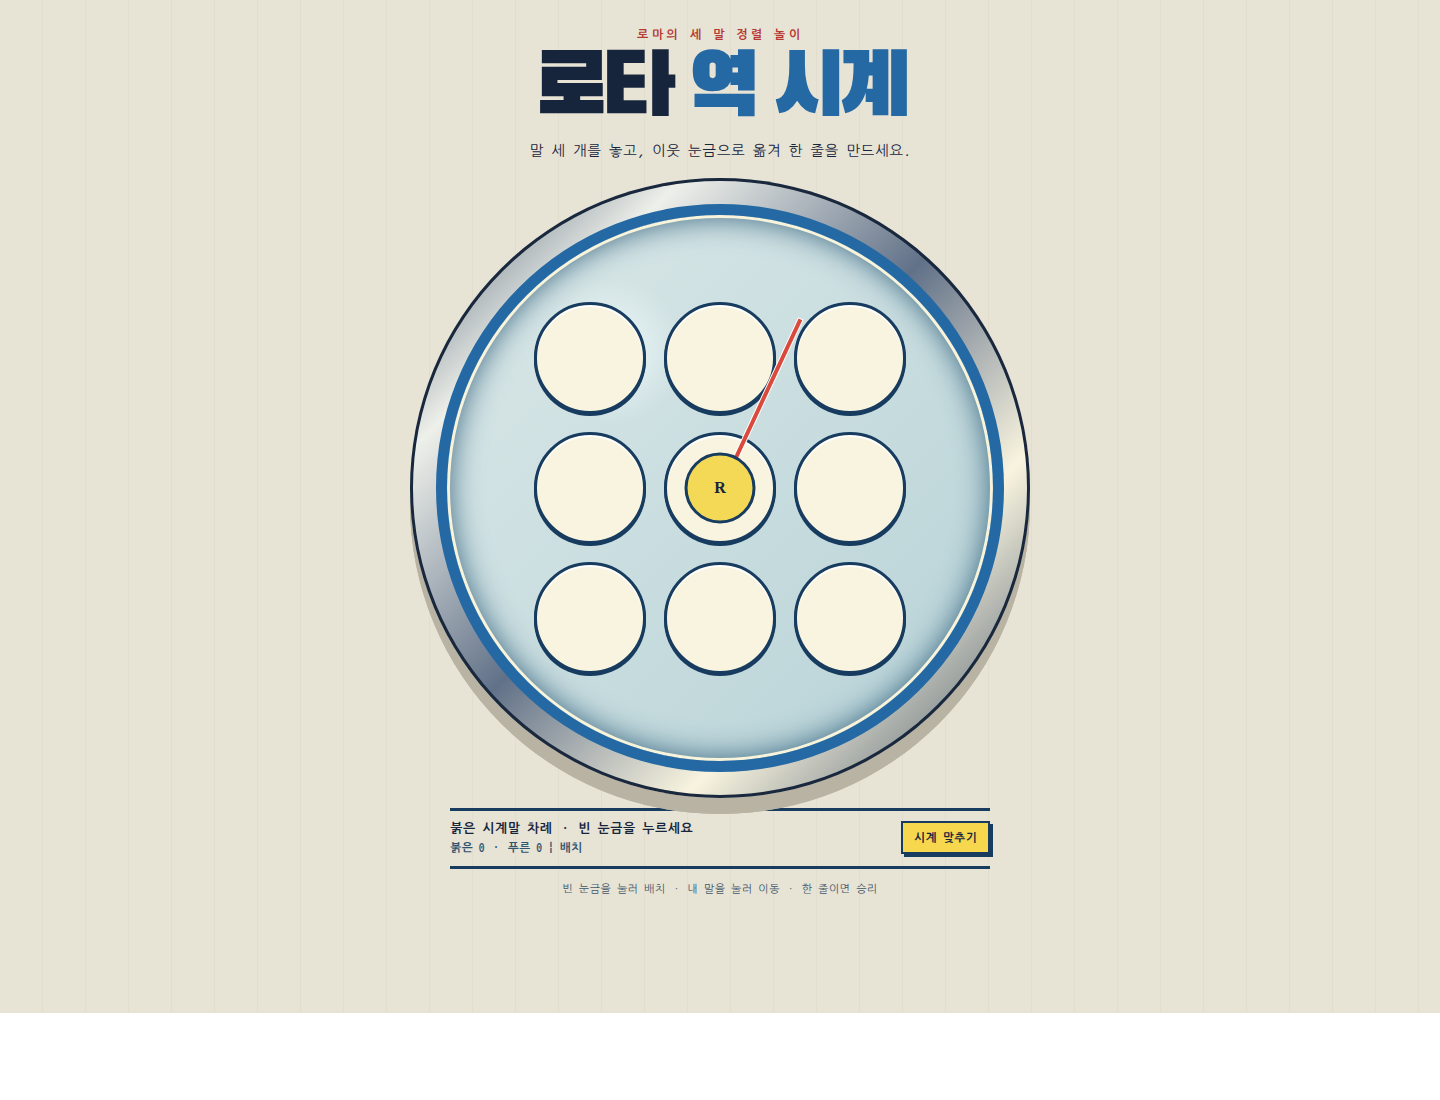 로마의 세 말 정렬 놀이
로타 역 시계
말 세 개를 놓고, 이웃 눈금으로 옮겨 한 줄을 만드세요.
R
붉은 시계말 차례 · 빈 눈금을 누르세요
붉은 0 · 푸른 0 ¦ 배치
시계 맞추기
빈 눈금을 눌러 배치 · 내 말을 눌러 이동 · 한 줄이면 승리